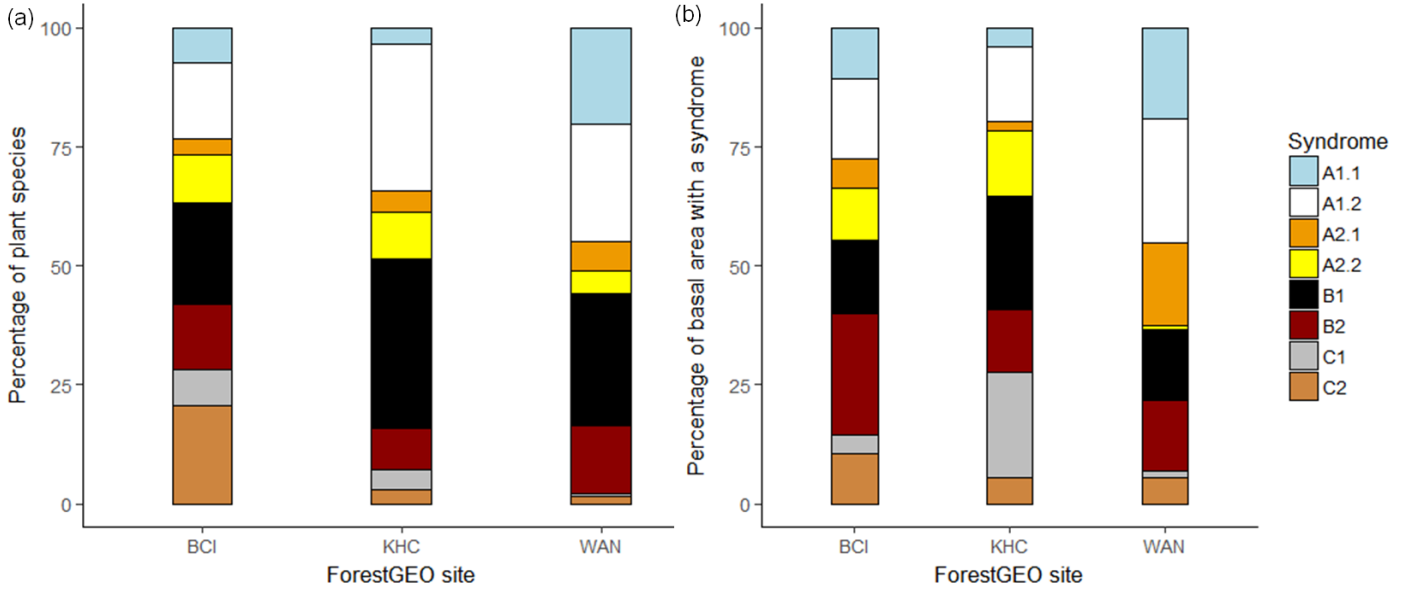 (a)
100
75
50
25
0
Percentage of plant species
BCI
KHC
WAN
ForestGEO site
(b)
100
75
50
25
0
Percentage of basal area with a syndrome
BCI
KHC
WAN
ForestGEO site
Syndrome
A1.1
A1.2
A2.1
A2.2
B1
B2
C1
C2